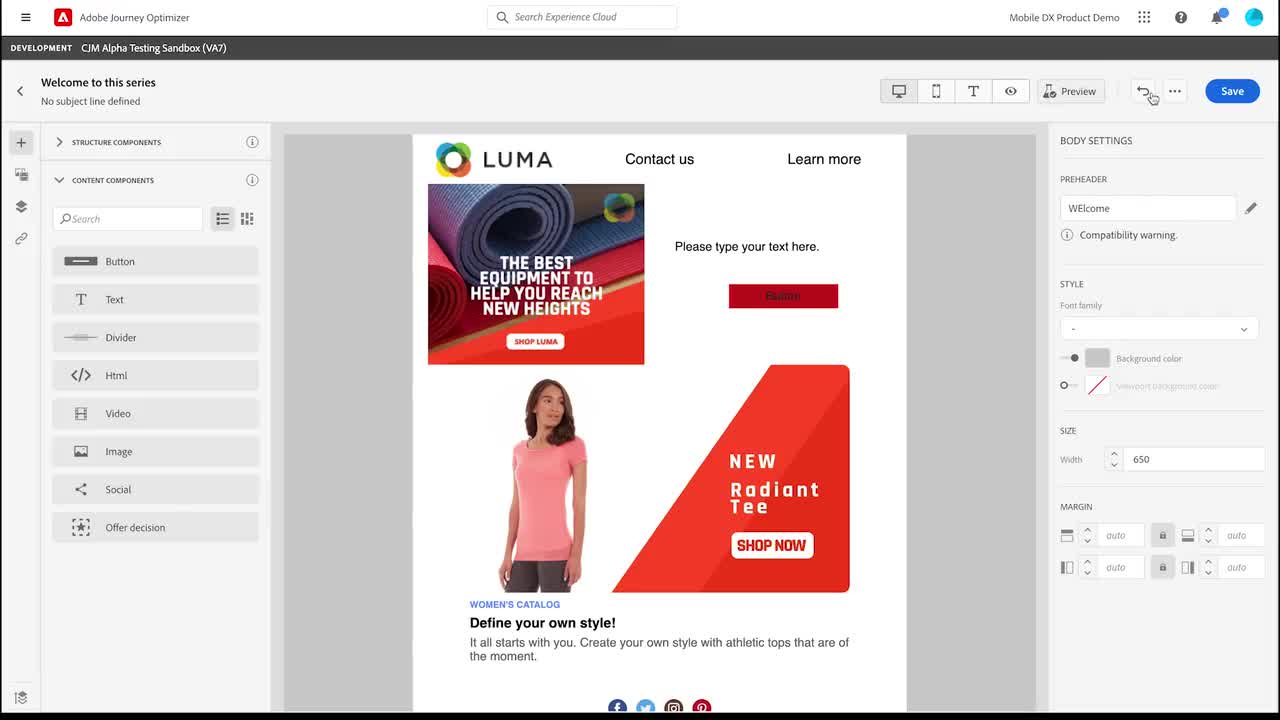 Adobe Journey Optimizer
Search Experience Cloud
Mobile DX Product Demo
DEVELOPMENT CJM Alpha Testing Sandbox (VA7)
Welcome to this series
No subject line defined
Preview
Save
STRUCTURE COMPONENTS
CONTENT COMPONENTS
Search
Button
Text
Divider
Html
Video
Image
Social
Offer decision
LUMA
Contact us
Learn more
THE BEST
EQUIPMENT TO
HELP YOU REACH
NEW HEIGHTS
SHOP LUMA
Please type your text here.
Button
NEW
Radiant
Tee
SHOP NOW
WOMEN'S CATALOG
Define your own style!
It all starts with you. Create your own style with athletic tops that are of
the moment.
BODY SETTINGS
PREHEADER
WElcome
Compatibility warning.
STYLE
Font family
-
Background color
Viewport background color
SIZE
Width
650
MARGIN
auto
auto
auto
auto